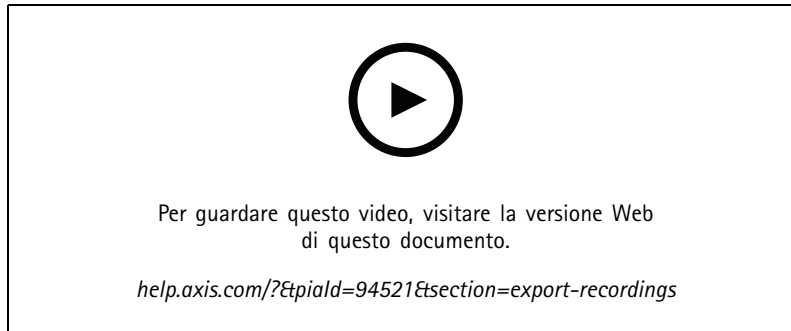 Per guardare questo video, visitare la versione Web
di questo documento.
help.axis.com/?&piaId=94521&section=export-recordings